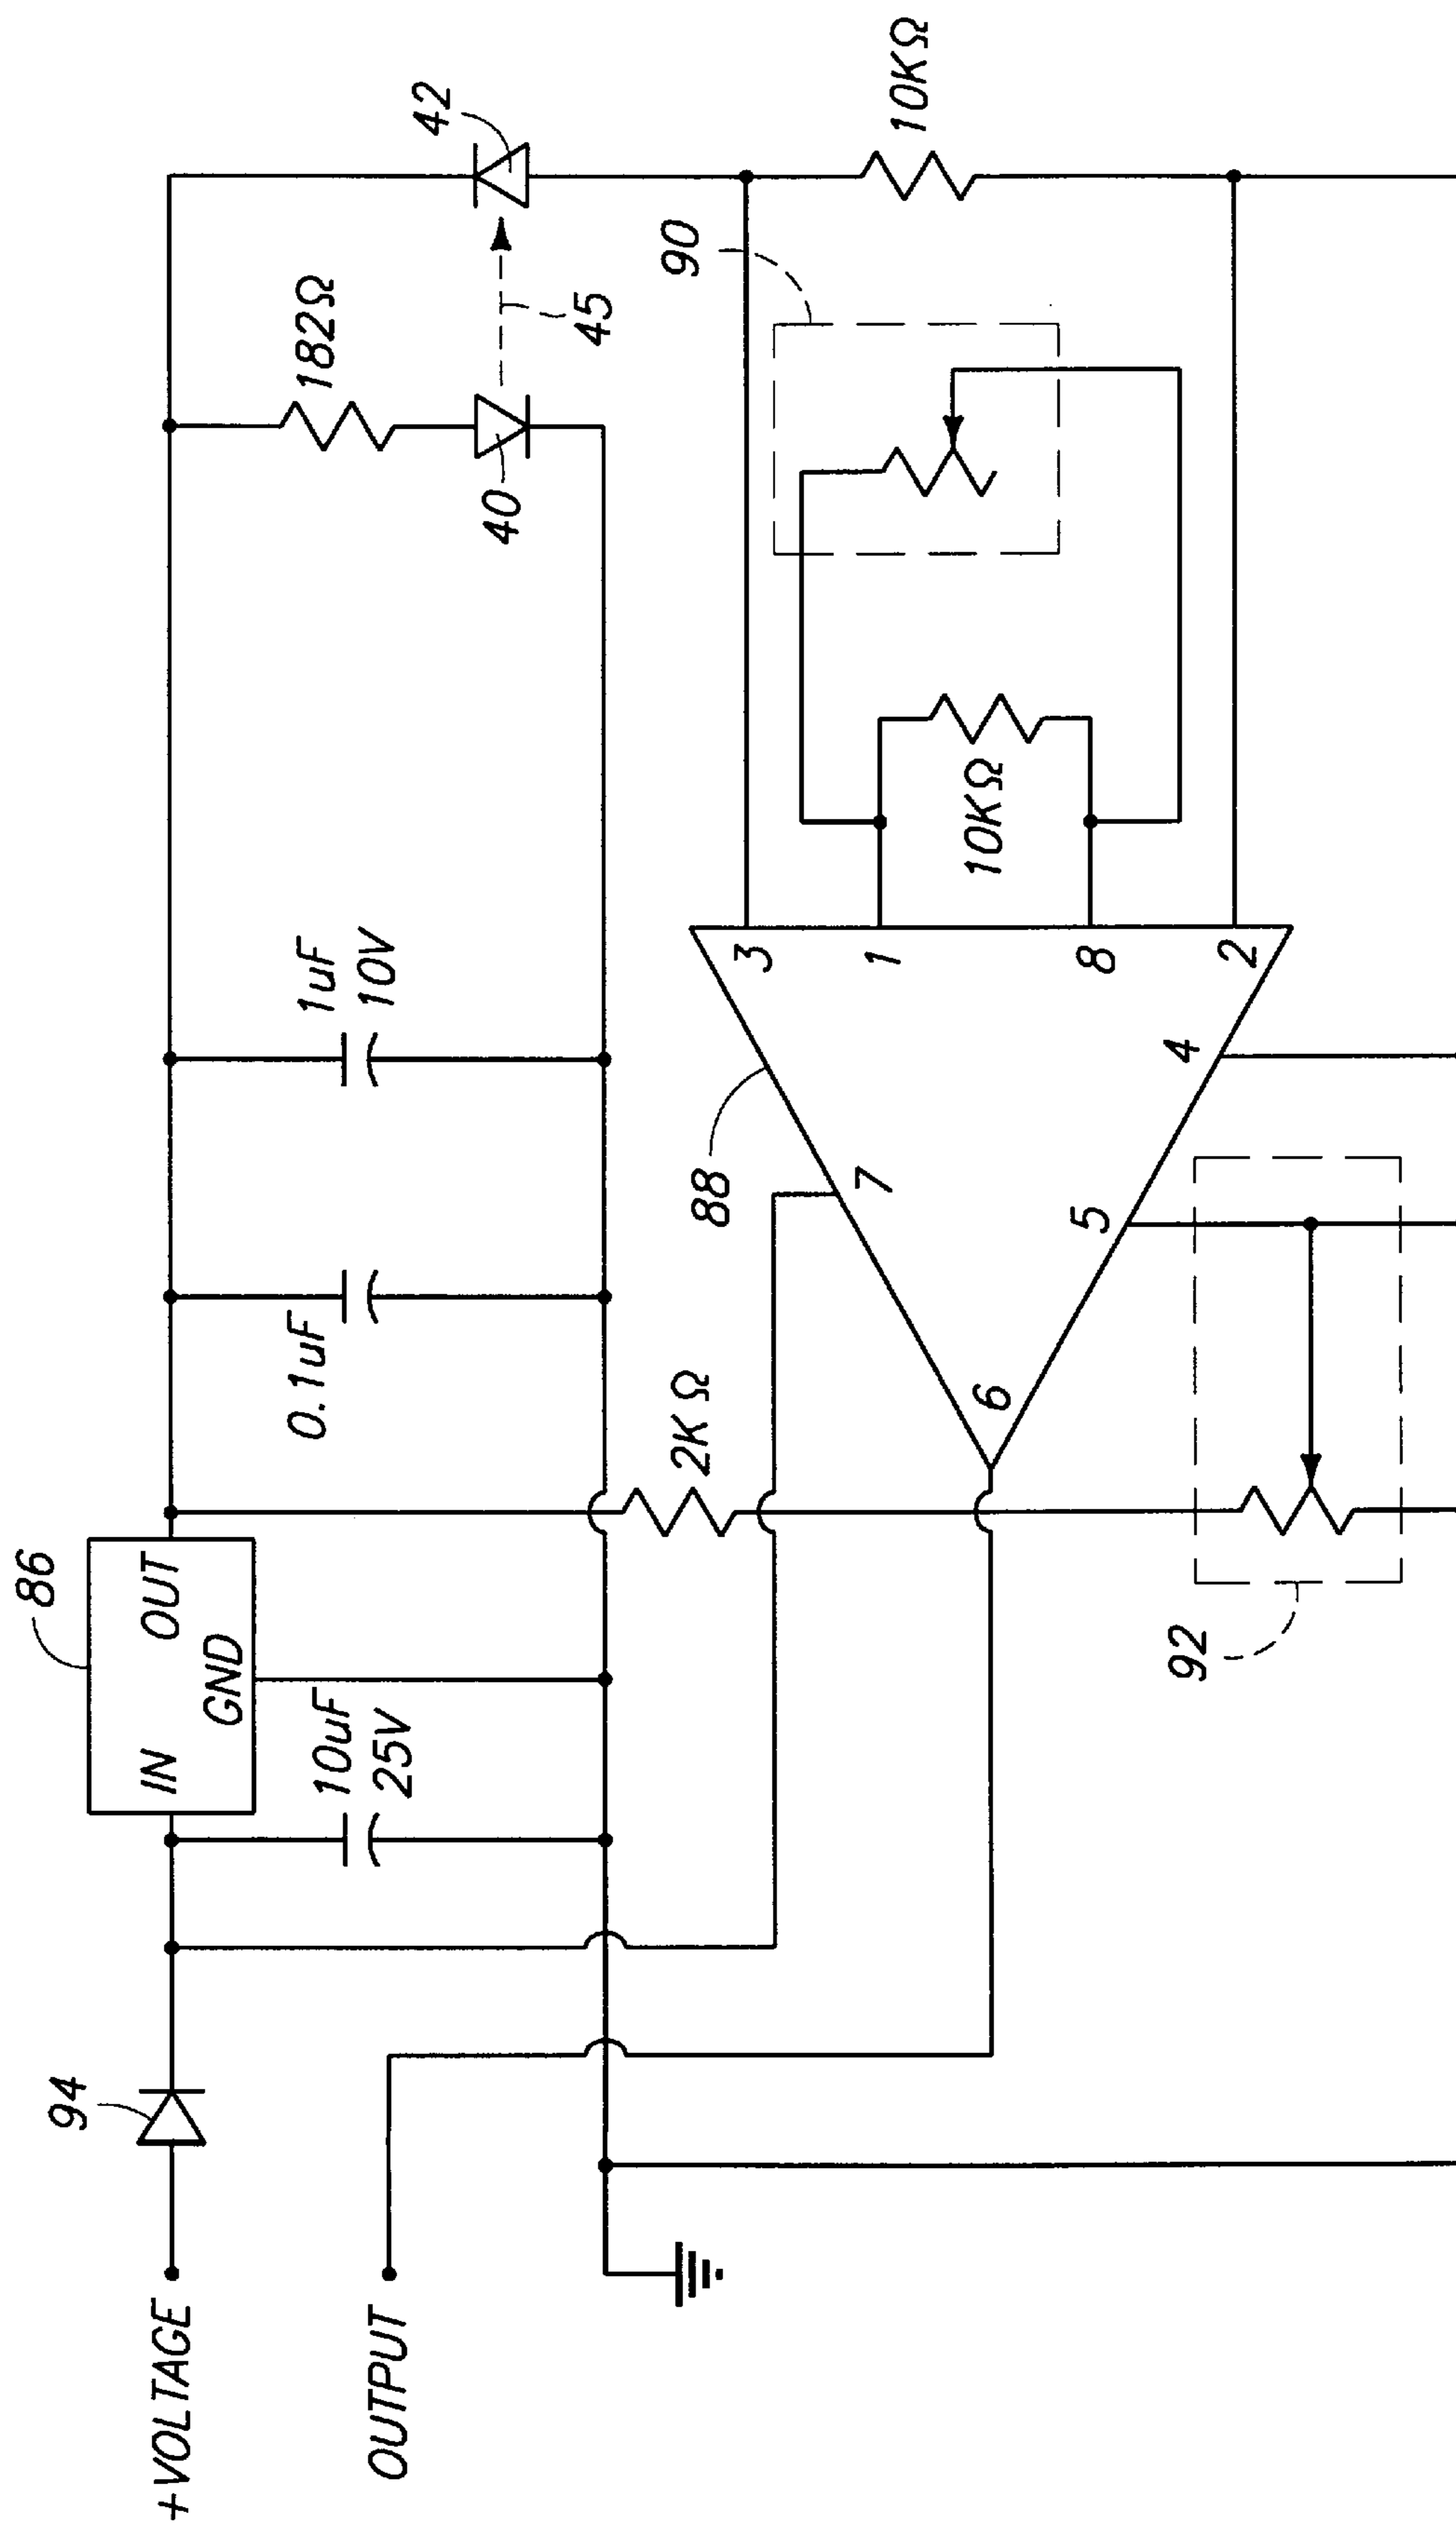 86
94
+VOLTAGE
IN
OUT
GND
10uF
25V
0.1uF
1uF
10V
182Ω
42
40
45
OUTPUT
2KΩ
88
90
10KΩ
3
1
8
2
7
6
5
4
10KΩ
92